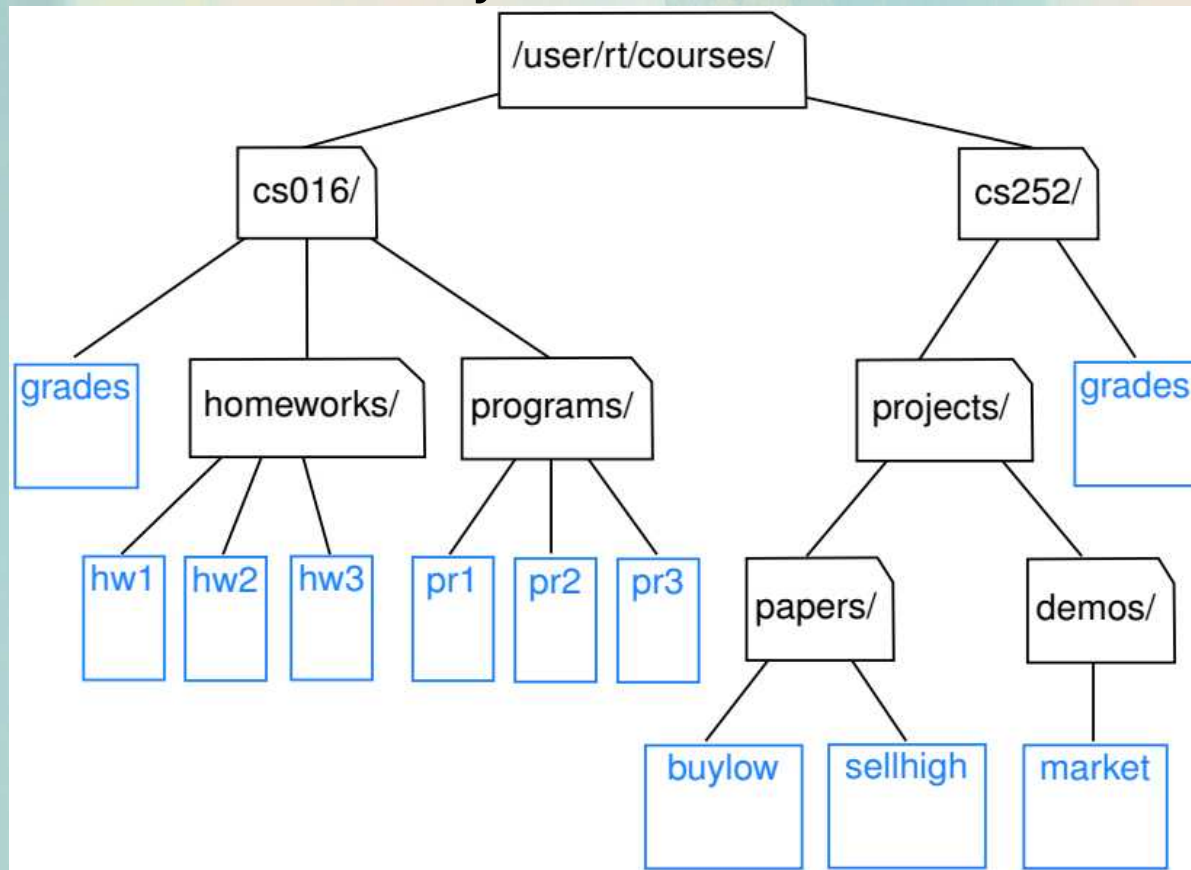 /user/rt/courses/
cs016/
cs252/
grades
homeworks/
programs/
projects/
grades
hw1
hw2
hw3
pr1
pr2
pr3
papers/
demos/
buylow
sellhigh
market